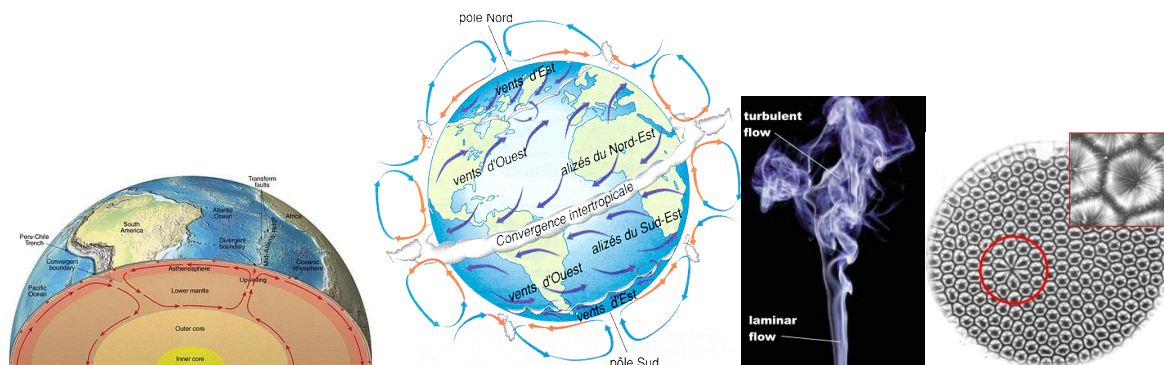 Transform
faults
Africa
Atlantic
Ocean
South
America
Peru-Chile
Trench
Divergent
boundary
Convergent
boundary
Oceanic
lithosphere
Asthenosphere
Pacific
Ocean
Upwelling
Lower mantle
Outer core
Inner core
pôle Nord
vents d'Est
vents d'Ouest
alizés du Nord-Est
Convergence intertropicale
alizés du Sud-Est
vents d'Ouest
vents d'Est
pôle Sud
turbulent
flow
laminar
flow